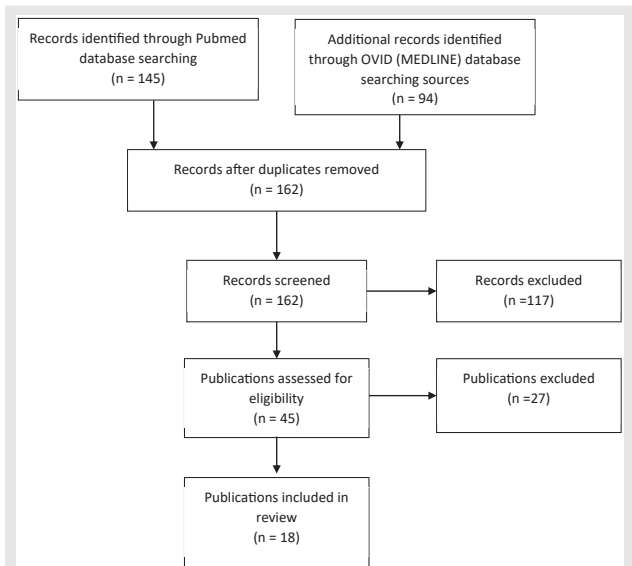 Records identified through Pubmed
database searching
(n = 145)
Additional records identified
through OVID (MEDLINE) database
searching sources
(n = 94)
Records after duplicates removed
(n = 162)
Records screened
(n = 162)
Records excluded
(n =117)
Publications assessed for
eligibility
(n = 45)
Publications excluded
(n =27)
Publications included in
review
(n = 18)